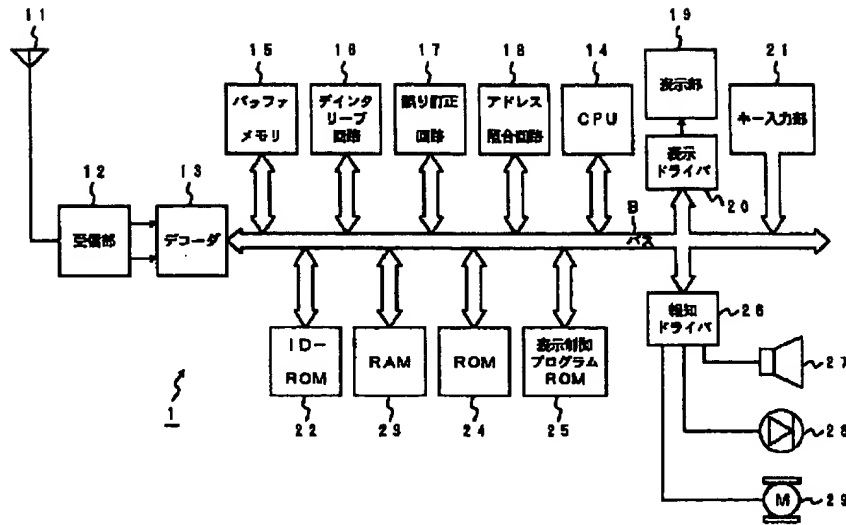 11
15
16
17
18
14
19
21
バッファ
メモリ
デインタ
リーブ
回路
誤り訂正
回路
アドレス
照合回路
CPU
表示部
キー入力部
表示
ドライバ
20
12
13
受信部
デコーダ
B
バス
ID-
ROM
RAM
ROM
表示制御
プログラム
ROM
報知
ドライバ
26
27
28
M
29
1
22
23
24
25